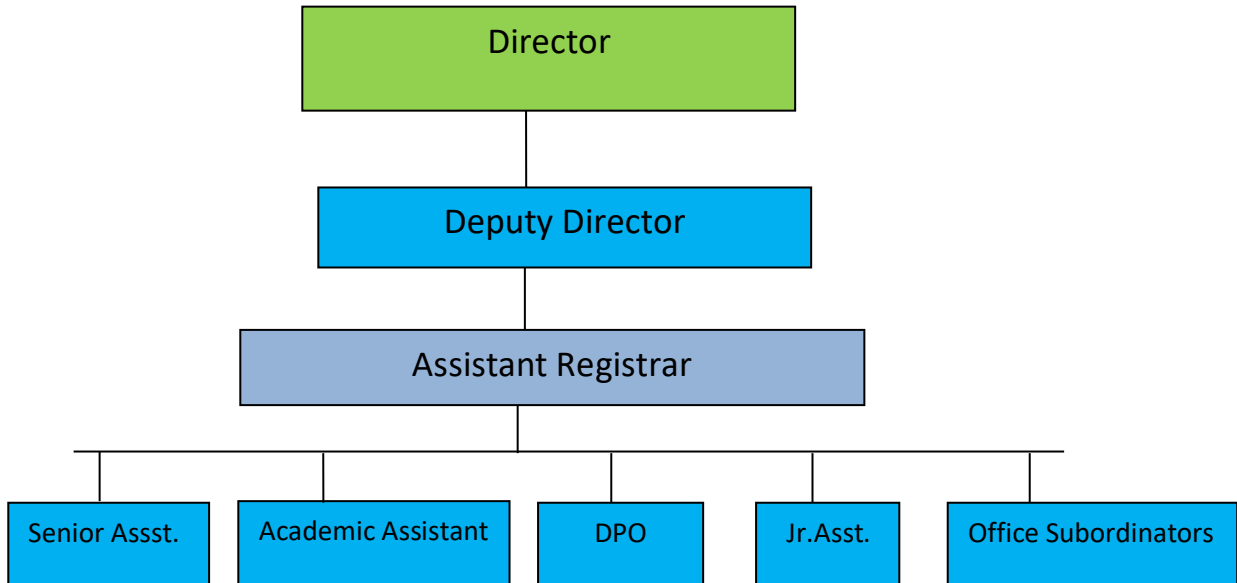 Director
Deputy Director
Assistant Registrar
Senior Assst.
Academic Assistant
DPO
Jr.Asst.
Office Subordinators